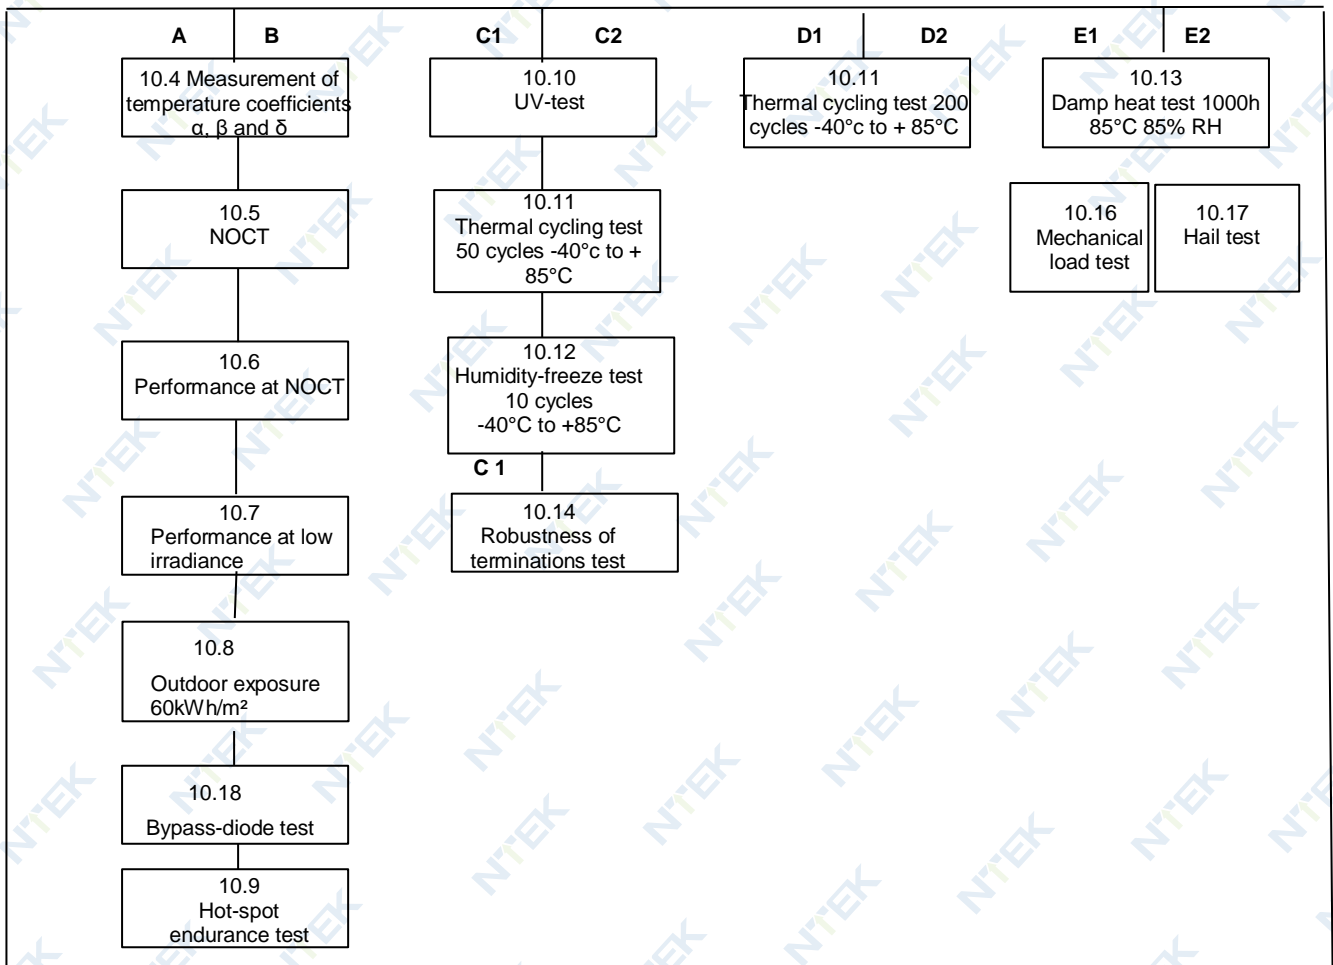 A B C1 C2 D1 D2 E1 E2
10.4 Measurement of
temperature coefficients
α, β and δ
10.5
NOCT
10.6
Performance at NOCT
10.7
Performance at low
irradiance
10.8
Outdoor exposure
60kWh/m²
10.18
Bypass-diode test
10.9
Hot-spot
endurance test
10.10
UV-test
10.11
Thermal cycling test
50 cycles -40°c to +
85°C
10.12
Humidity-freeze test
10 cycles
-40°C to +85°C
C 1
10.14
Robustness of
terminations test
10.11
Thermal cycling test 200
cycles -40°c to + 85°C
10.13
Damp heat test 1000h
85°C 85% RH
10.16
Mechanical
load test
10.17
Hail test
NTEK